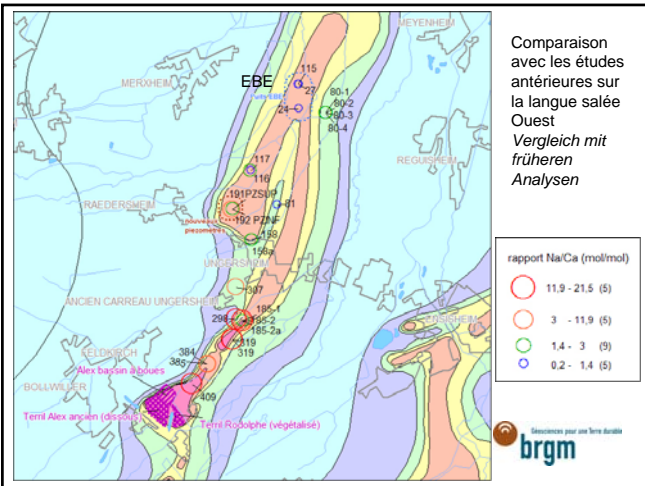 MEYENHEIM
Comparaison
avec les études
antérieures sur
la langue salée
Ouest
Vergleich mit
früheren
Analysen
EBE
115
MERXHEIM
27
80-1
80-2
80-3
80-4
24
REGUISHEIM
117
116
191PZSUP
81
RAEDERSHEIM
192 PZINF
nouveaux
piezometres
158
158a
UNGERSHEIM
rapport Na/Ca (mol/mol)
11,9 - 21,5 (5)
3 - 11,9 (5)
1,4 - 3 (9)
0,2 - 1,4 (5)
307
ANCIEN CARREAU UNGERSHEIM
185-1
185-2
185-2a
ENSISHEIM
319
319
FELDKIRCH
384
385
Alex bassin à boues
BOLLWILLER
409
Terril Alex ancien (dissous)
Terril Rodolphe (végétalisé)
Géosciences pour une Terre durable
brgm